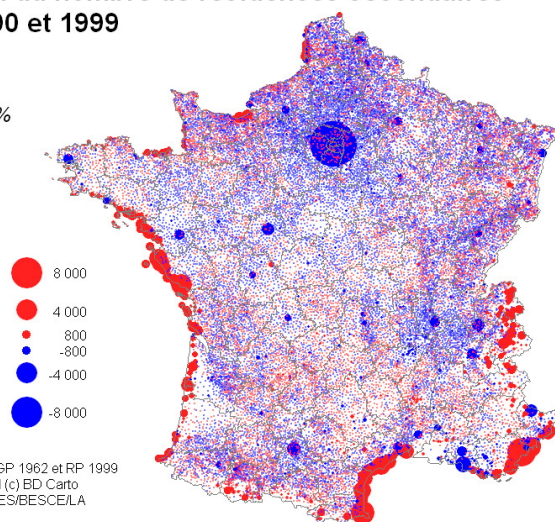 00 et 1999
%
8 000
4 000
800
-800
-4 000
-8 000
GP 1962 et RP 1999
(c) BD Carto
ES/BESCE/LA